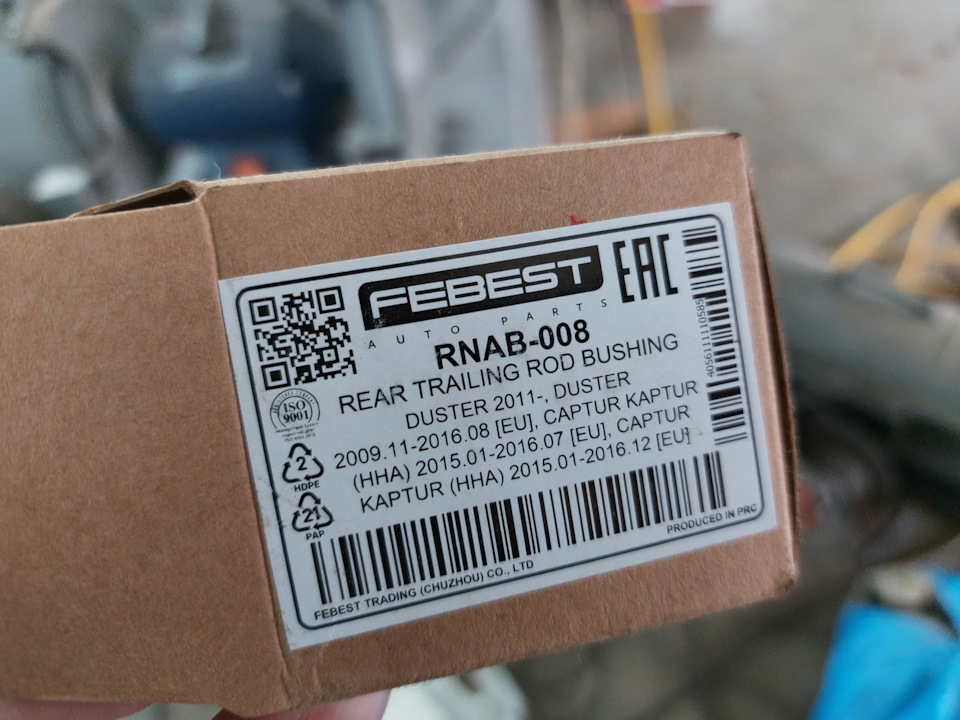 FEBEST
AUTO PARTS
EAC
RNAB-008
REAR TRAILING ROD BUSHING
DUSTER 2011-, DUSTER
2009.11-2016.08 [EU], CAPTUR KAPTUR
(HHA) 2015.01-2016.07 [EU], CAPTUR
KAPTUR (HHA) 2015.01-2016.12 [EU]
ISO
9001
2
HDPE
21
PAP
4056111110585
PRODUCED IN PRC
FEBEST TRADING (CHUZHOU) CO., LTD